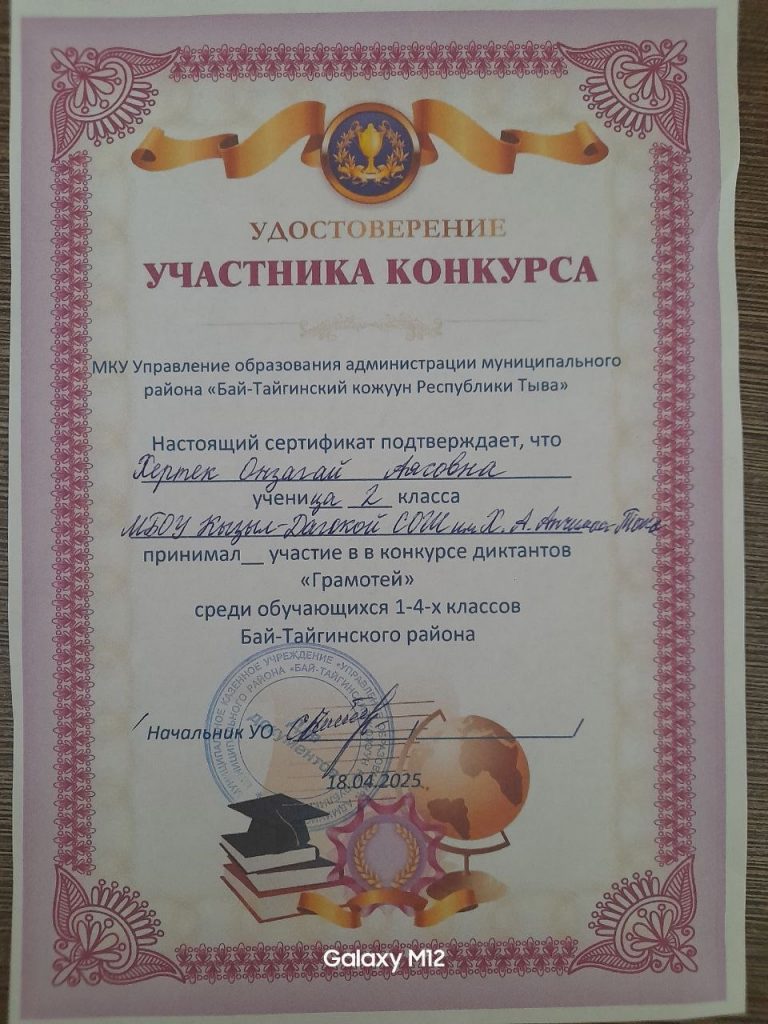 УДОСТОВЕРЕНИЕ
УЧАСТНИКА КОНКУРСА
МКУ Управление образования администрации муниципального
района «Бай-Тайгинский кожуун Республики Тыва»
Настоящий сертификат подтверждает, что
Хертек Онзагай Аясовна
ученица 2 класса
МБОУ Кызыл-Дагской СОШ им. Х. А.
принимал__ участие в в конкурсе диктантов
«Грамотей»
среди обучающихся 1-4-х классов
Бай-Тайгинского района
/ Начальник УО / /
18.04.2025
Galaxy M12